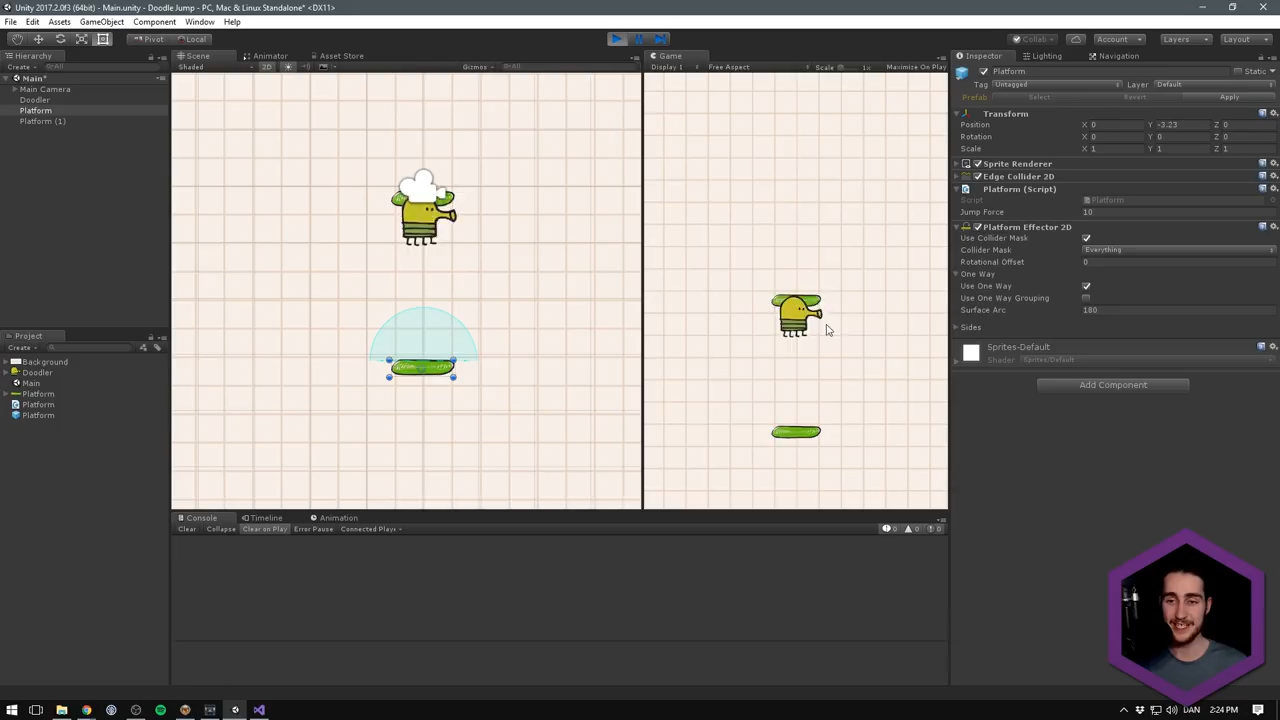 Unity 2017.2.0f3 (64bit) - Main.unity - Doodle Jump - PC, Mac & Linux Standalone* <DX11>
File Edit Assets GameObject Component Window Help
Pivot Local Collab Account Layers Layout
Hierarchy Scene Animator Asset Store Game Inspector Lighting Navigation
Create All Shaded 2D Gizmos All Display 1 Free Aspect Scale 1x Maximize On Play
Platform Static
Main*
Tag Untagged Layer Default
Main Camera
Prefab Select Revert Apply
Doodler
Platform
Transform
Platform (1)
Position X 0 Y -3.23 Z 0
Rotation X 0 Y 0 Z 0
Scale X 1 Y 1 Z 1
Sprite Renderer
Edge Collider 2D
Platform (Script)
Script Platform
Jump Force 10
Platform Effector 2D
Use Collider Mask
Collider Mask Everything
Rotational Offset 0
One Way
Use One Way
Use One Way Grouping
Surface Arc 180
Sides
Project
Create
Sprites-Default
Shader Sprites/Default
Background
Doodler
Main
Platform
Platform
Platform
Add Component
Console Timeline Animation
Clear Collapse Clear on Play Error Pause Connected Playe
0 0 0
DAN 2:24 PM